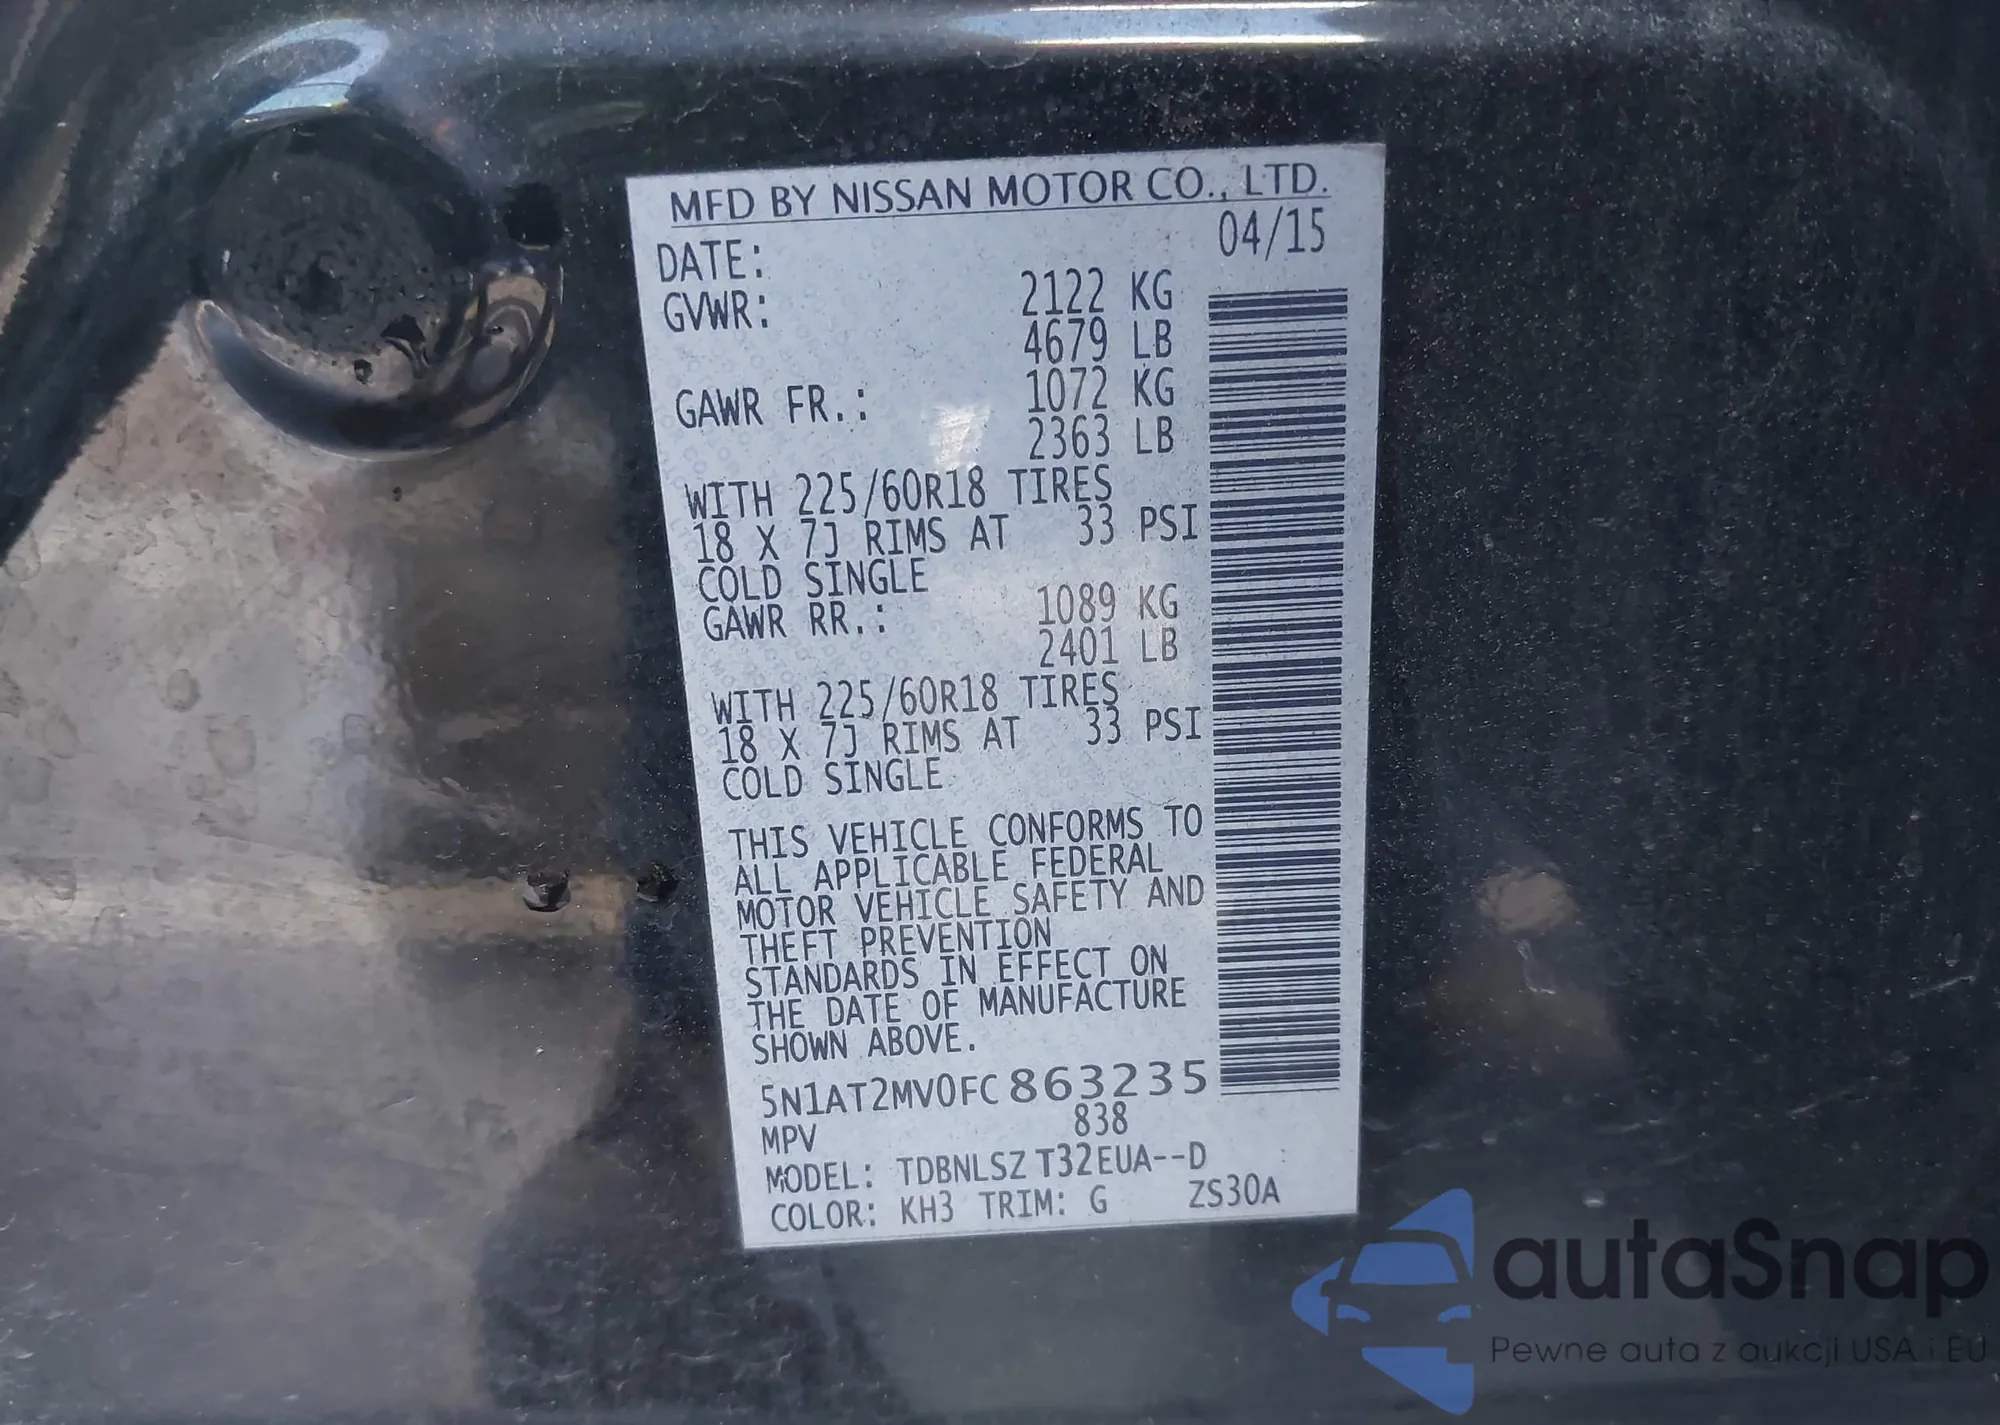 MFD BY NISSAN MOTOR CO., LTD.
DATE: 04/15
GVWR: 2122 KG
4679 LB
GAWR FR.: 1072 KG
2363 LB
WITH 225/60R18 TIRES
18 X 7J RIMS AT 33 PSI
COLD SINGLE
GAWR RR.: 1089 KG
2401 LB
WITH 225/60R18 TIRES
18 X 7J RIMS AT 33 PSI
COLD SINGLE
THIS VEHICLE CONFORMS TO
ALL APPLICABLE FEDERAL
MOTOR VEHICLE SAFETY AND
THEFT PREVENTION
STANDARDS IN EFFECT ON
THE DATE OF MANUFACTURE
SHOWN ABOVE.
5N1AT2MV0FC863235
MPV 838
MODEL: TDBNLSZ T32EUA--D
COLOR: KH3 TRIM: G ZS30A
autaSnap
Pewne auta z aukcji USA i EU